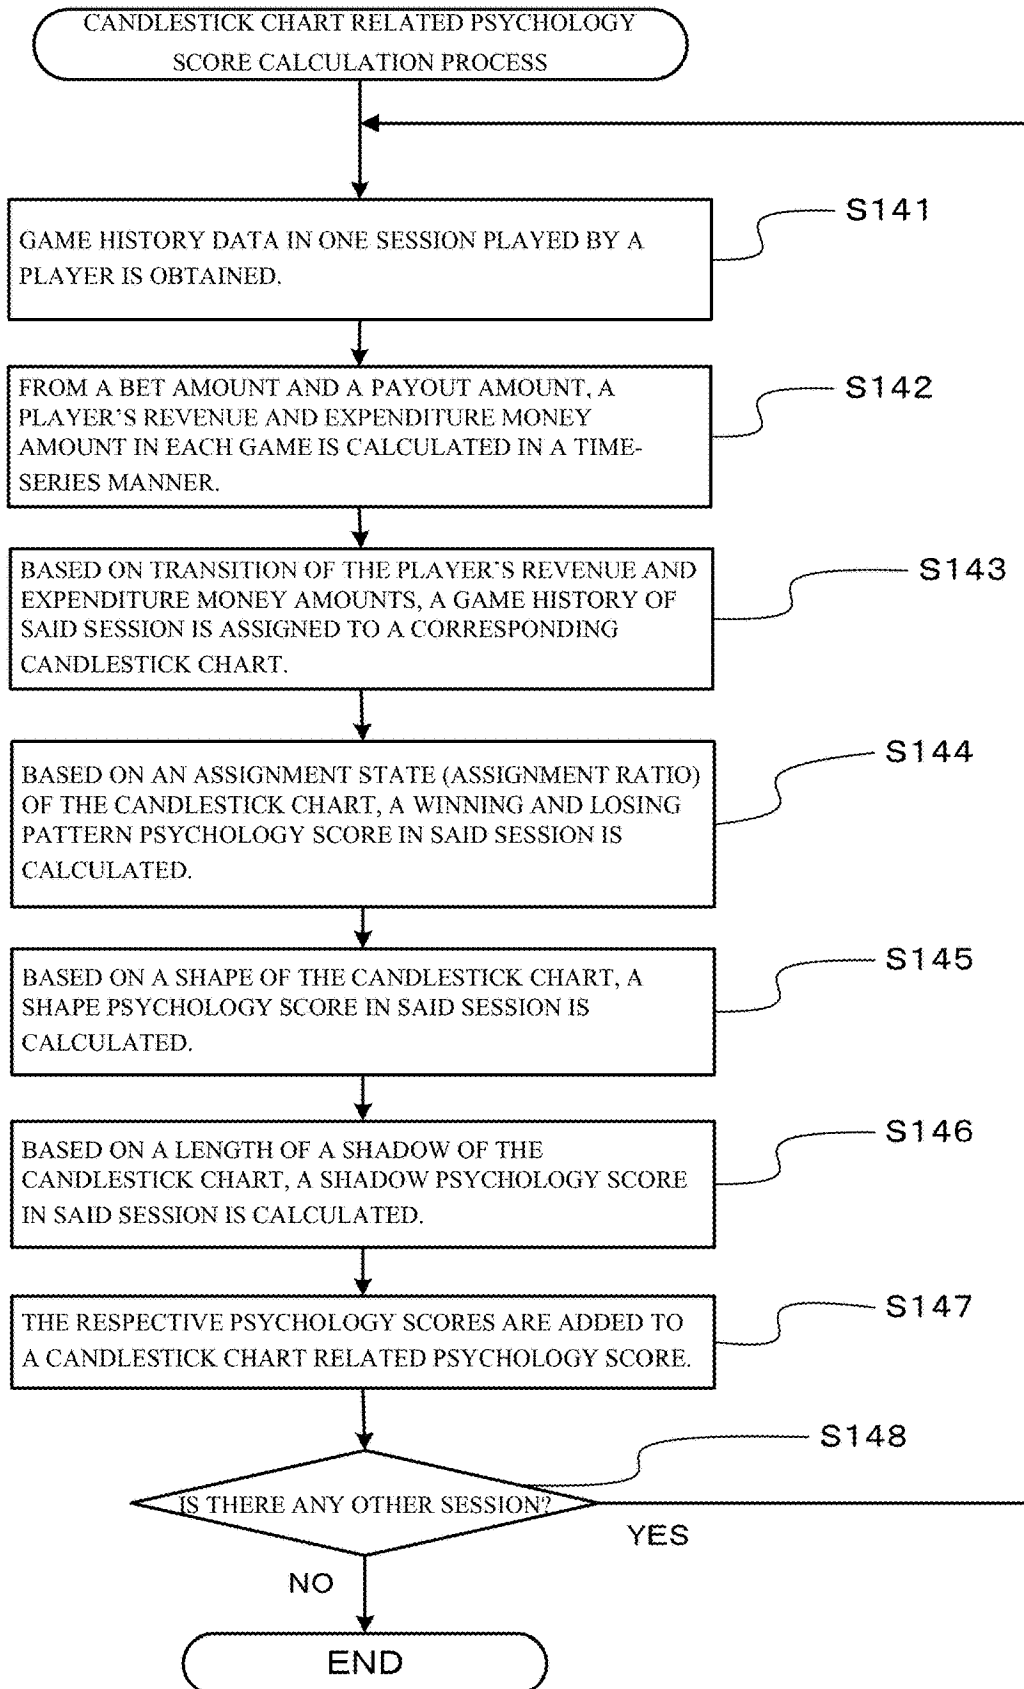 CANDLESTICK CHART RELATED PSYCHOLOGY
SCORE CALCULATION PROCESS
S141
GAME HISTORY DATA IN ONE SESSION PLAYED BY A
PLAYER IS OBTAINED.
S142
FROM A BET AMOUNT AND A PAYOUT AMOUNT, A
PLAYER'S REVENUE AND EXPENDITURE MONEY
AMOUNT IN EACH GAME IS CALCULATED IN A TIME-
SERIES MANNER.
S143
BASED ON TRANSITION OF THE PLAYER'S REVENUE AND
EXPENDITURE MONEY AMOUNTS, A GAME HISTORY OF
SAID SESSION IS ASSIGNED TO A CORRESPONDING
CANDLESTICK CHART.
S144
BASED ON AN ASSIGNMENT STATE (ASSIGNMENT RATIO)
OF THE CANDLESTICK CHART, A WINNING AND LOSING
PATTERN PSYCHOLOGY SCORE IN SAID SESSION IS
CALCULATED.
S145
BASED ON A SHAPE OF THE CANDLESTICK CHART, A
SHAPE PSYCHOLOGY SCORE IN SAID SESSION IS
CALCULATED.
S146
BASED ON A LENGTH OF A SHADOW OF THE
CANDLESTICK CHART, A SHADOW PSYCHOLOGY SCORE
IN SAID SESSION IS CALCULATED.
S147
THE RESPECTIVE PSYCHOLOGY SCORES ARE ADDED TO
A CANDLESTICK CHART RELATED PSYCHOLOGY SCORE.
S148
IS THERE ANY OTHER SESSION?
YES
NO
END